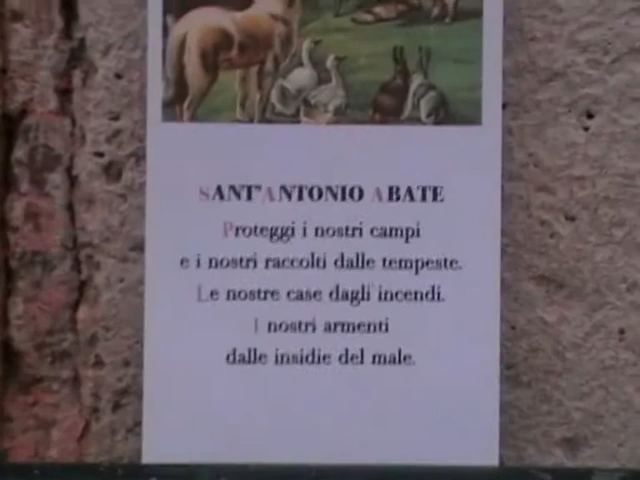 SANT'ANTONIO ABATE
Proteggi i nostri campi
e i nostri raccolti dalle tempeste.
Le nostre case dagli incendi.
I nostri armenti
dalle insidie del male.